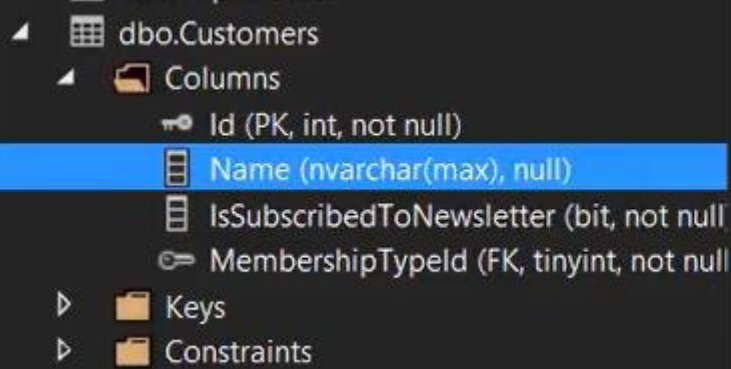 dbo.Customers
Columns
Id (PK, int, not null)
Name (nvarchar(max), null)
IsSubscribedToNewsletter (bit, not null
MembershipTypeId (FK, tinyint, not null
Keys
Constraints